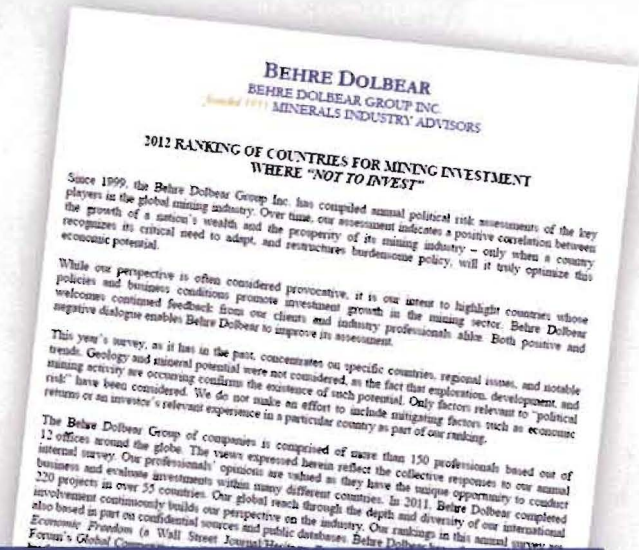 BEHRE DOLBEAR
BEHRE DOLBEAR GROUP INC.
founded 1911 MINERALS INDUSTRY ADVISORS
2012 RANKING OF COUNTRIES FOR MINING INVESTMENT
WHERE "NOT TO INVEST"
Since 1999, the Behre Dolbear Group Inc. has compiled annual political risk assessments of the key
players in the global mining industry. Over time, our assessment indicates a positive correlation between
the growth of a nation's wealth and the prosperity of its mining industry – only when a country
recognizes its critical need to adapt, and restructures burdensome policy, will it truly optimize this
economic potential.
While our perspective is often considered provocative, it is our intent to highlight countries whose
policies and business conditions promote investment growth in the mining sector. Behre Dolbear
welcomes continued feedback from our clients and industry professionals alike. Both positive and
negative dialogue enables Behre Dolbear to improve its assessment.
This year's survey, as it has in the past, concentrates on specific countries, regional issues, and notable
trends. Geology and mineral potential were not considered, as the fact that exploration, development, and
mining activity are occurring confirms the existence of such potential. Only factors relevant to "political
risk" have been considered. We do not make an effort to include mitigating factors such as economic
returns or an investor's relevant experience in a particular country as part of our ranking.
The Behre Dolbear Group of companies is comprised of more than 150 professionals based out of
12 offices around the globe. The views expressed herein reflect the collective responses to our annual
internal survey. Our professionals' opinions are valued as they have the unique opportunity to conduct
business and evaluate investments within many different countries. In 2011, Behre Dolbear completed
220 projects in over 55 countries. Our global reach through the depth and diversity of our international
involvement continuously builds our perspective on the industry. Our rankings in this annual survey are
also based in part on confidential sources and public databases. Behre Dolbear
Economic Freedom (a Wall Street Journal/Heritage
Forum's Global